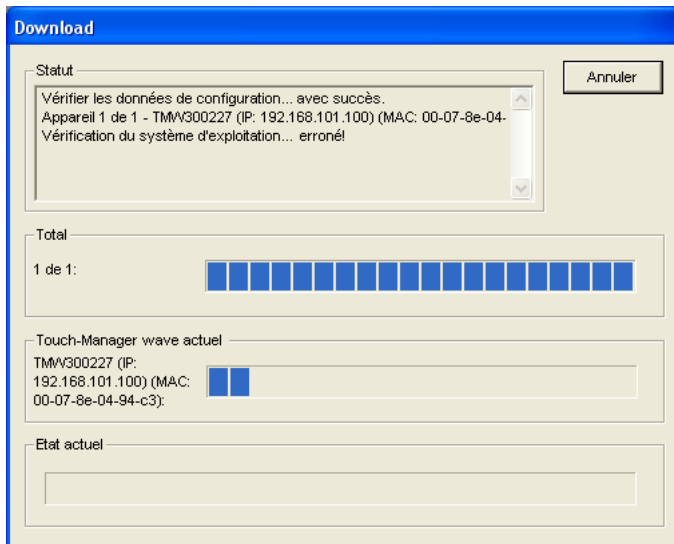 Download
Statut
Annuler
Vérifier les données de configuration... avec succès.
Appareil 1 de 1 - TMW300227 (IP: 192.168.101.100) (MAC: 00-07-8e-04-
Vérification du système d'exploitation... erroné!
Total
1 de 1:
Touch-Manager wave actuel
TMW300227 (IP:
192.168.101.100) (MAC:
00-07-8e-04-94-c3):
Etat actuel